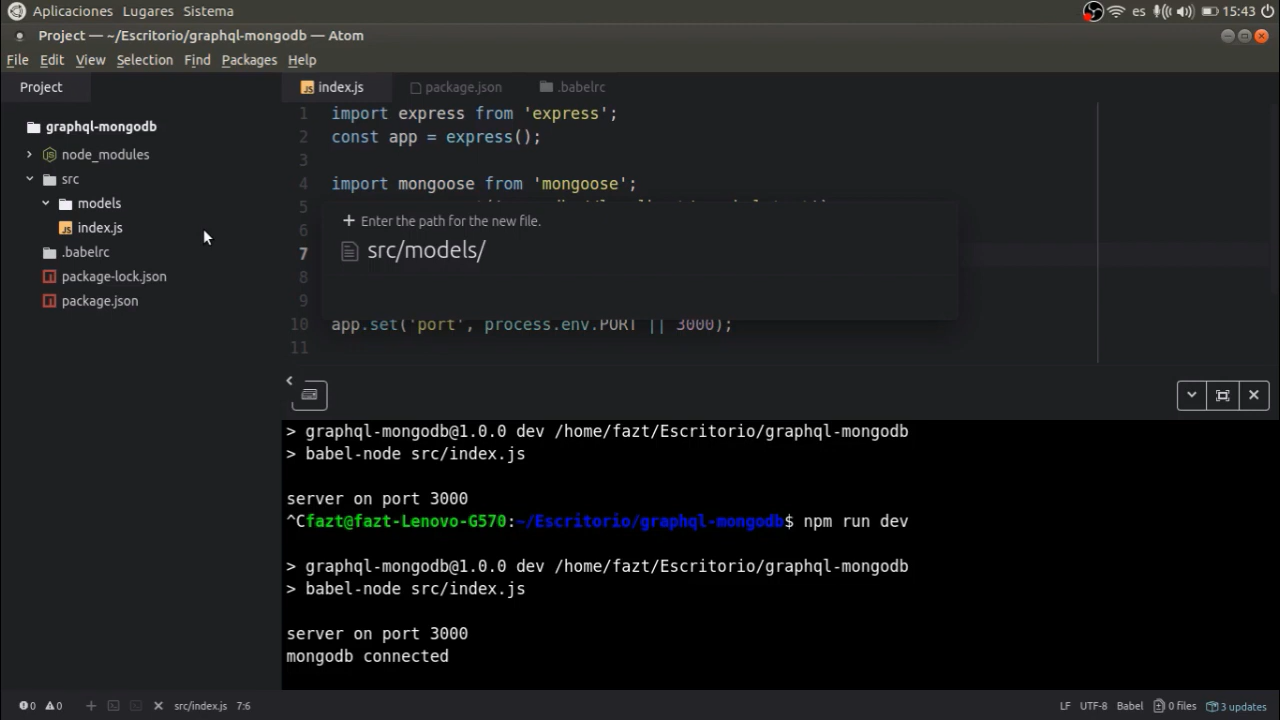 Aplicaciones Lugares Sistema
es 15:43
Project — ~/Escritorio/graphql-mongodb — Atom
File Edit View Selection Find Packages Help
Project
index.js package.json .babelrc
graphql-mongodb
node_modules
src
models
index.js
.babelrc
package-lock.json
package.json
1 import express from 'express';
2 const app = express();
3
4 import mongoose from 'mongoose';
5
6
7
8
9
10 app.set('port', process.env.PORT || 3000);
11
Enter the path for the new file.
src/models/
> graphql-mongodb@1.0.0 dev /home/fazt/Escritorio/graphql-mongodb
> babel-node src/index.js
server on port 3000
^Cfazt@fazt-Lenovo-G570:~/Escritorio/graphql-mongodb$ npm run dev
> graphql-mongodb@1.0.0 dev /home/fazt/Escritorio/graphql-mongodb
> babel-node src/index.js
server on port 3000
mongodb connected
0 0 src/index.js 7:6 LF UTF-8 Babel 0 files 3 updates